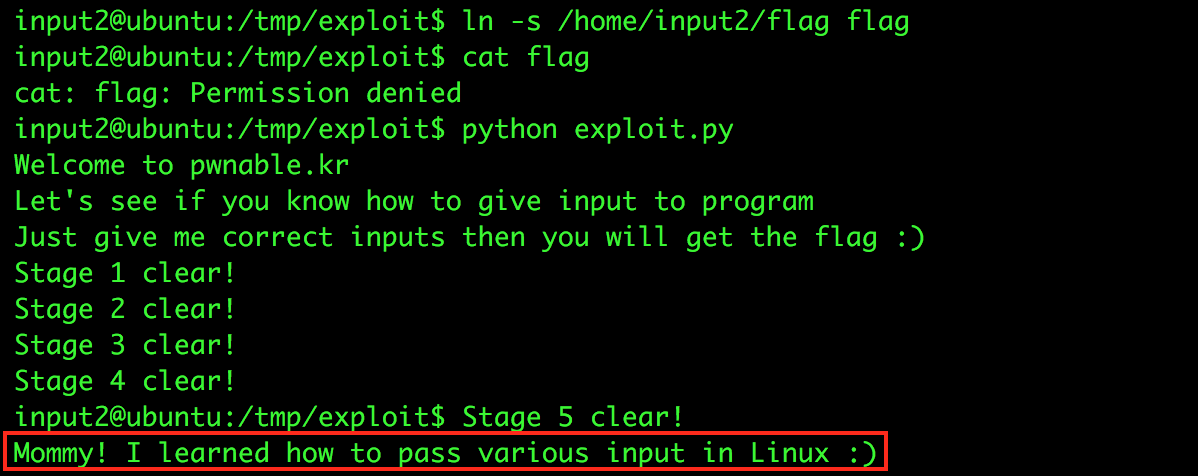 input2@ubuntu:/tmp/exploit$ ln -s /home/input2/flag flag
input2@ubuntu:/tmp/exploit$ cat flag
cat: flag: Permission denied
input2@ubuntu:/tmp/exploit$ python exploit.py
Welcome to pwnable.kr
Let's see if you know how to give input to program
Just give me correct inputs then you will get the flag :)
Stage 1 clear!
Stage 2 clear!
Stage 3 clear!
Stage 4 clear!
input2@ubuntu:/tmp/exploit$ Stage 5 clear!
Mommy! I learned how to pass various input in Linux :)